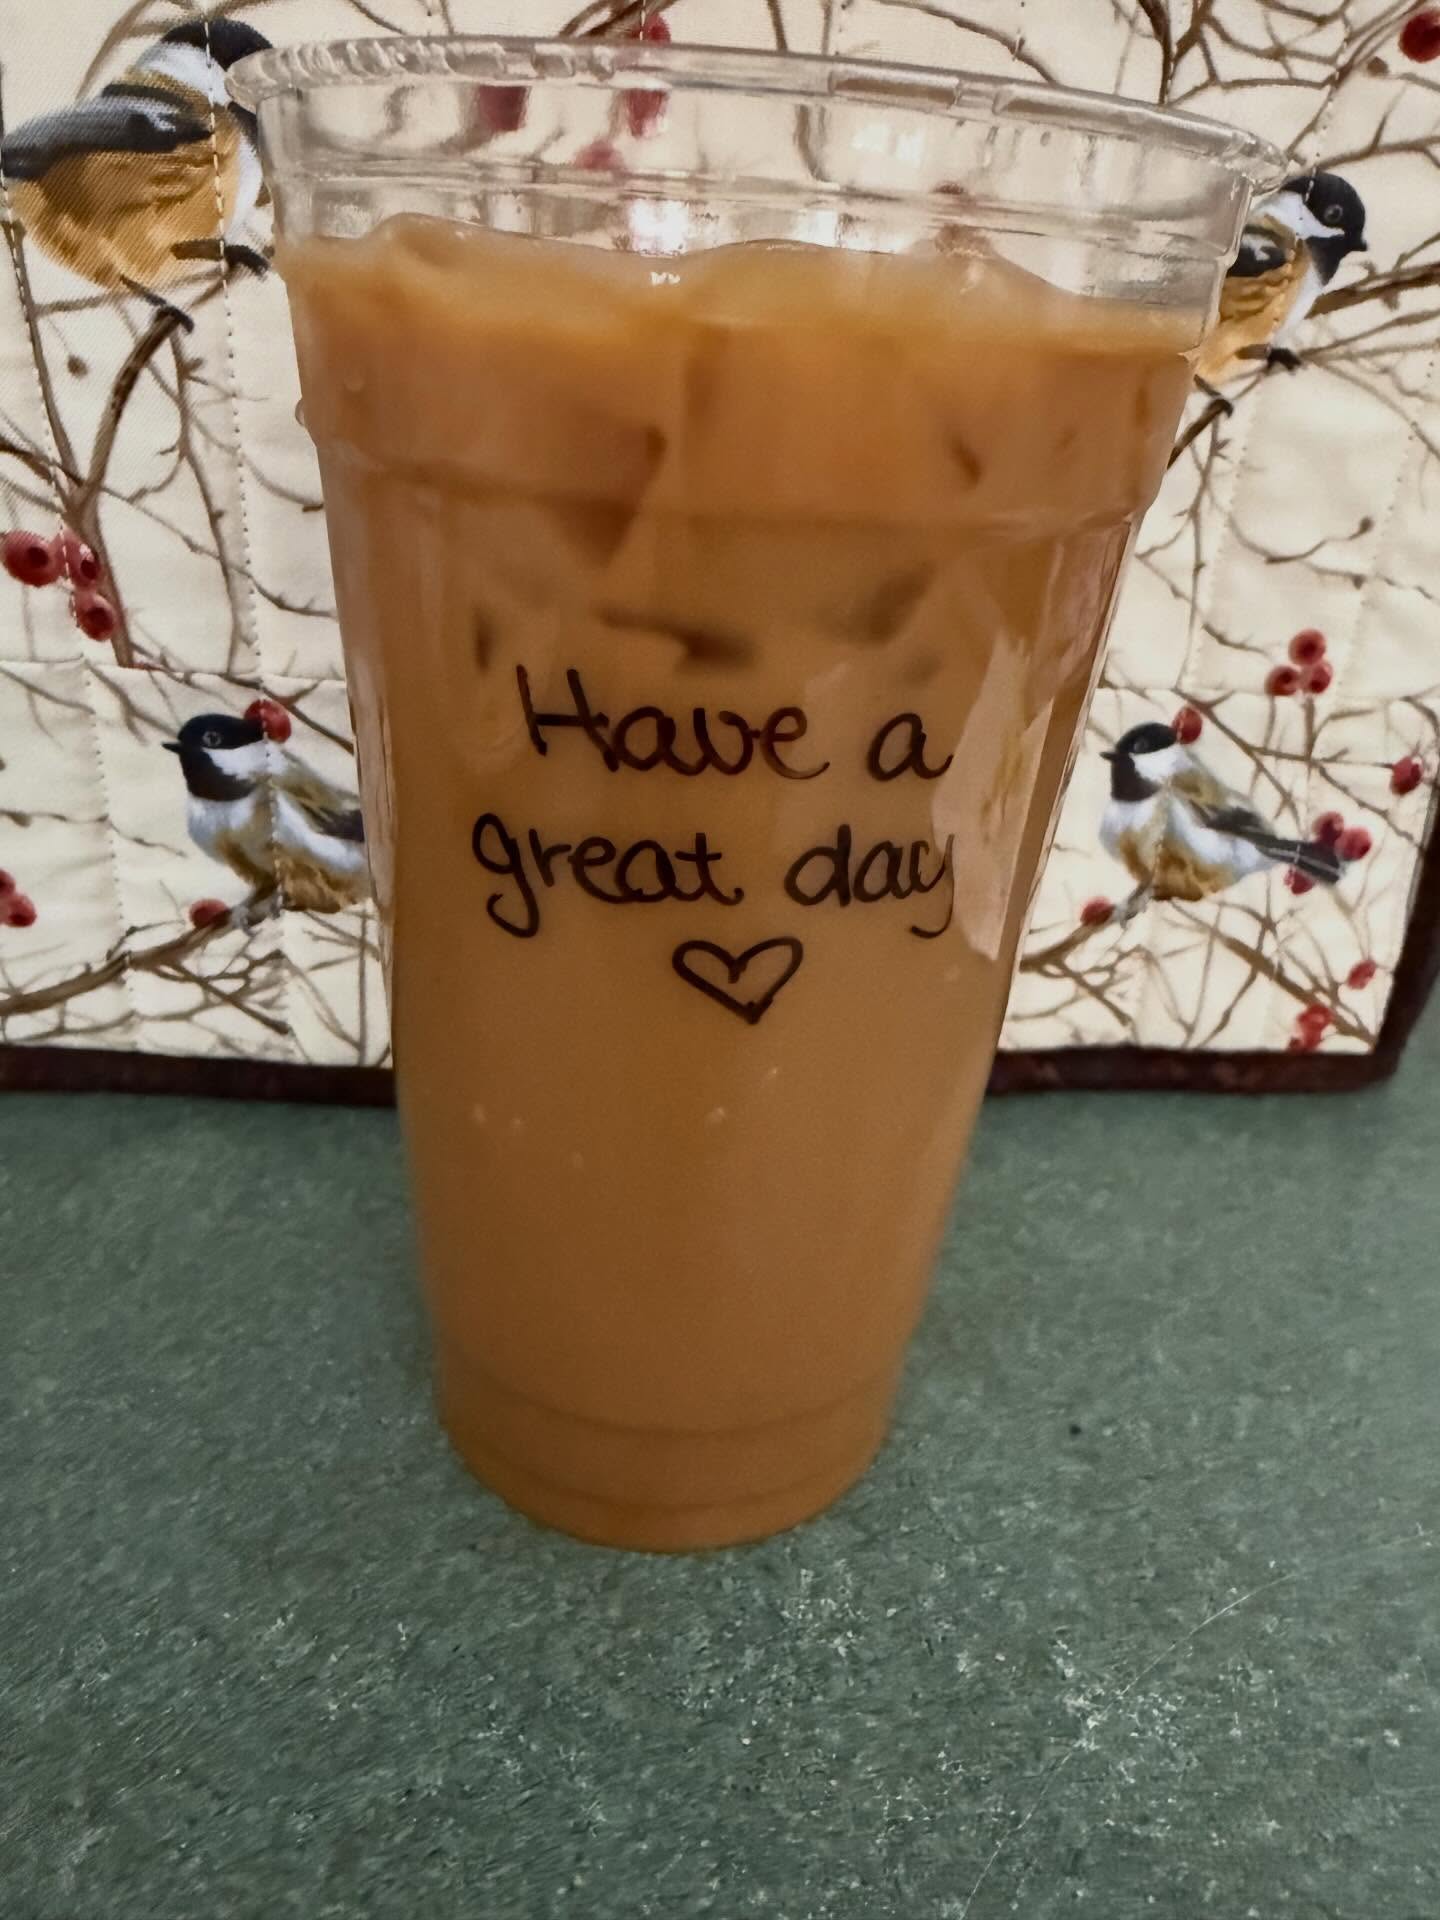 Have a
great day
♡